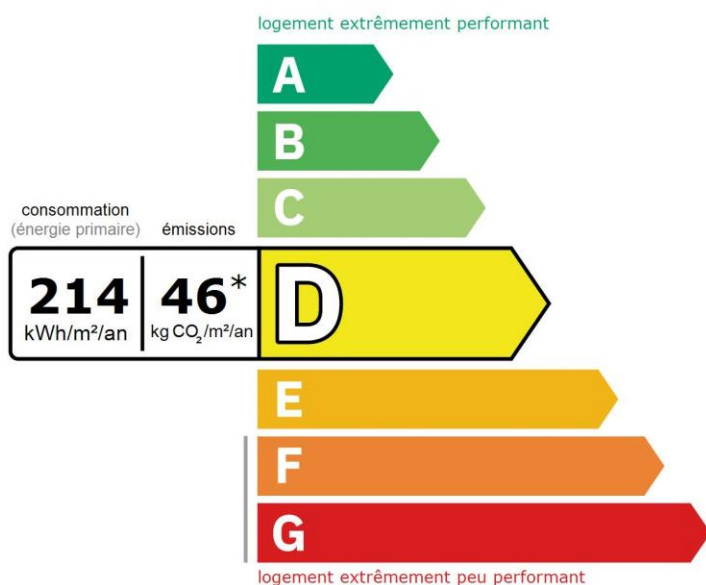 logement extrêmement performant
A
B
C
consommation
(énergie primaire)
émissions
214
kWh/m²/an
46*
kg CO₂/m²/an
D
E
F
G
logement extrêmement peu performant